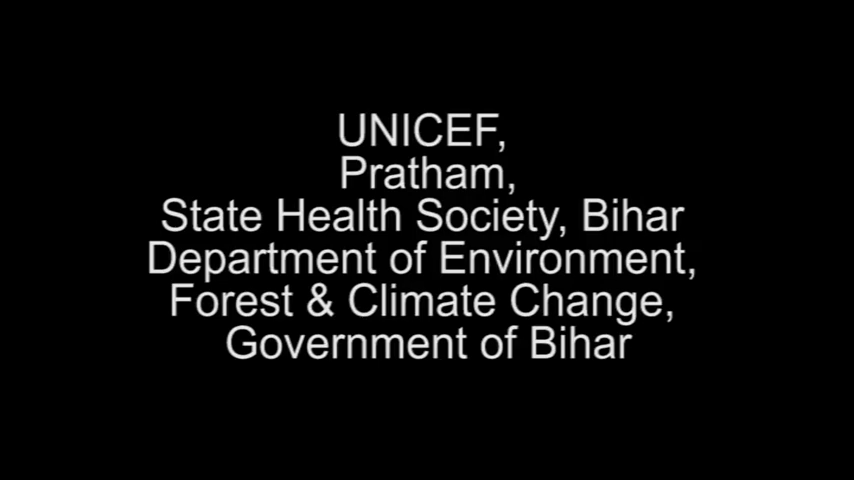 UNICEF,
Pratham,
State Health Society, Bihar
Department of Environment,
Forest & Climate Change,
Government of Bihar